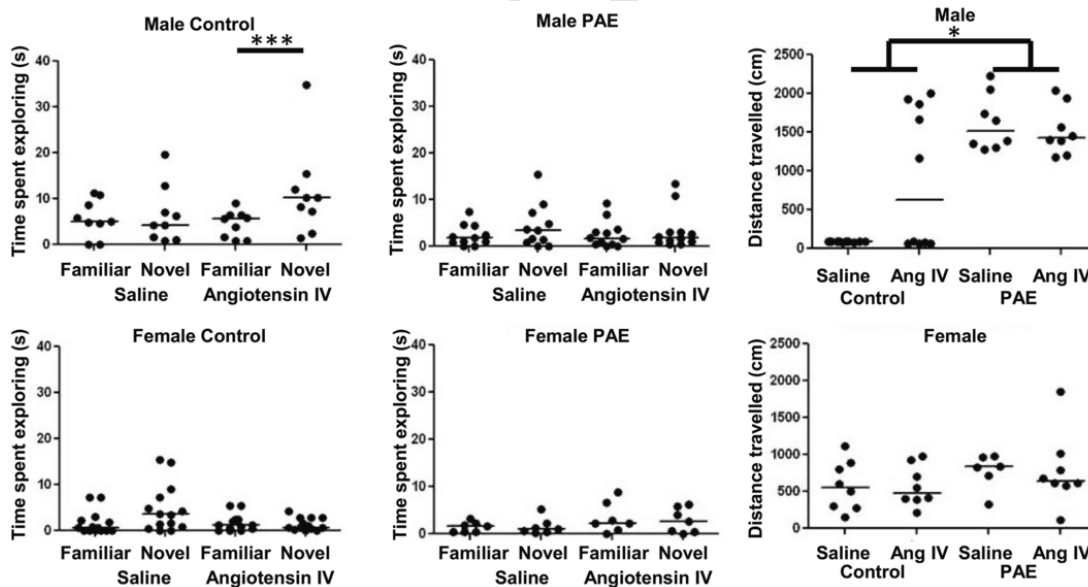 Male Control
***
Time spent exploring (s)
40
30
20
10
0
Familiar Novel Familiar Novel
Saline Angiotensin IV
Male PAE
Time spent exploring (s)
40
30
20
10
0
Familiar Novel Familiar Novel
Saline Angiotensin IV
Male
*
Distance travelled (cm)
2500
2000
1500
1000
500
0
Saline Ang IV Saline Ang IV
Control PAE
Female Control
Time spent exploring (s)
40
30
20
10
0
Familiar Novel Familiar Novel
Saline Angiotensin IV
Female PAE
Time spent exploring (s)
40
30
20
10
0
Familiar Novel Familiar Novel
Saline Angiotensin IV
Female
Distance travelled (cm)
2500
2000
1500
1000
500
0
Saline Ang IV Saline Ang IV
Control PAE